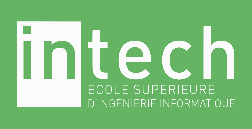 intech
ECOLE SUPERIEURE
D'INGENIERIE INFORMATIQUE